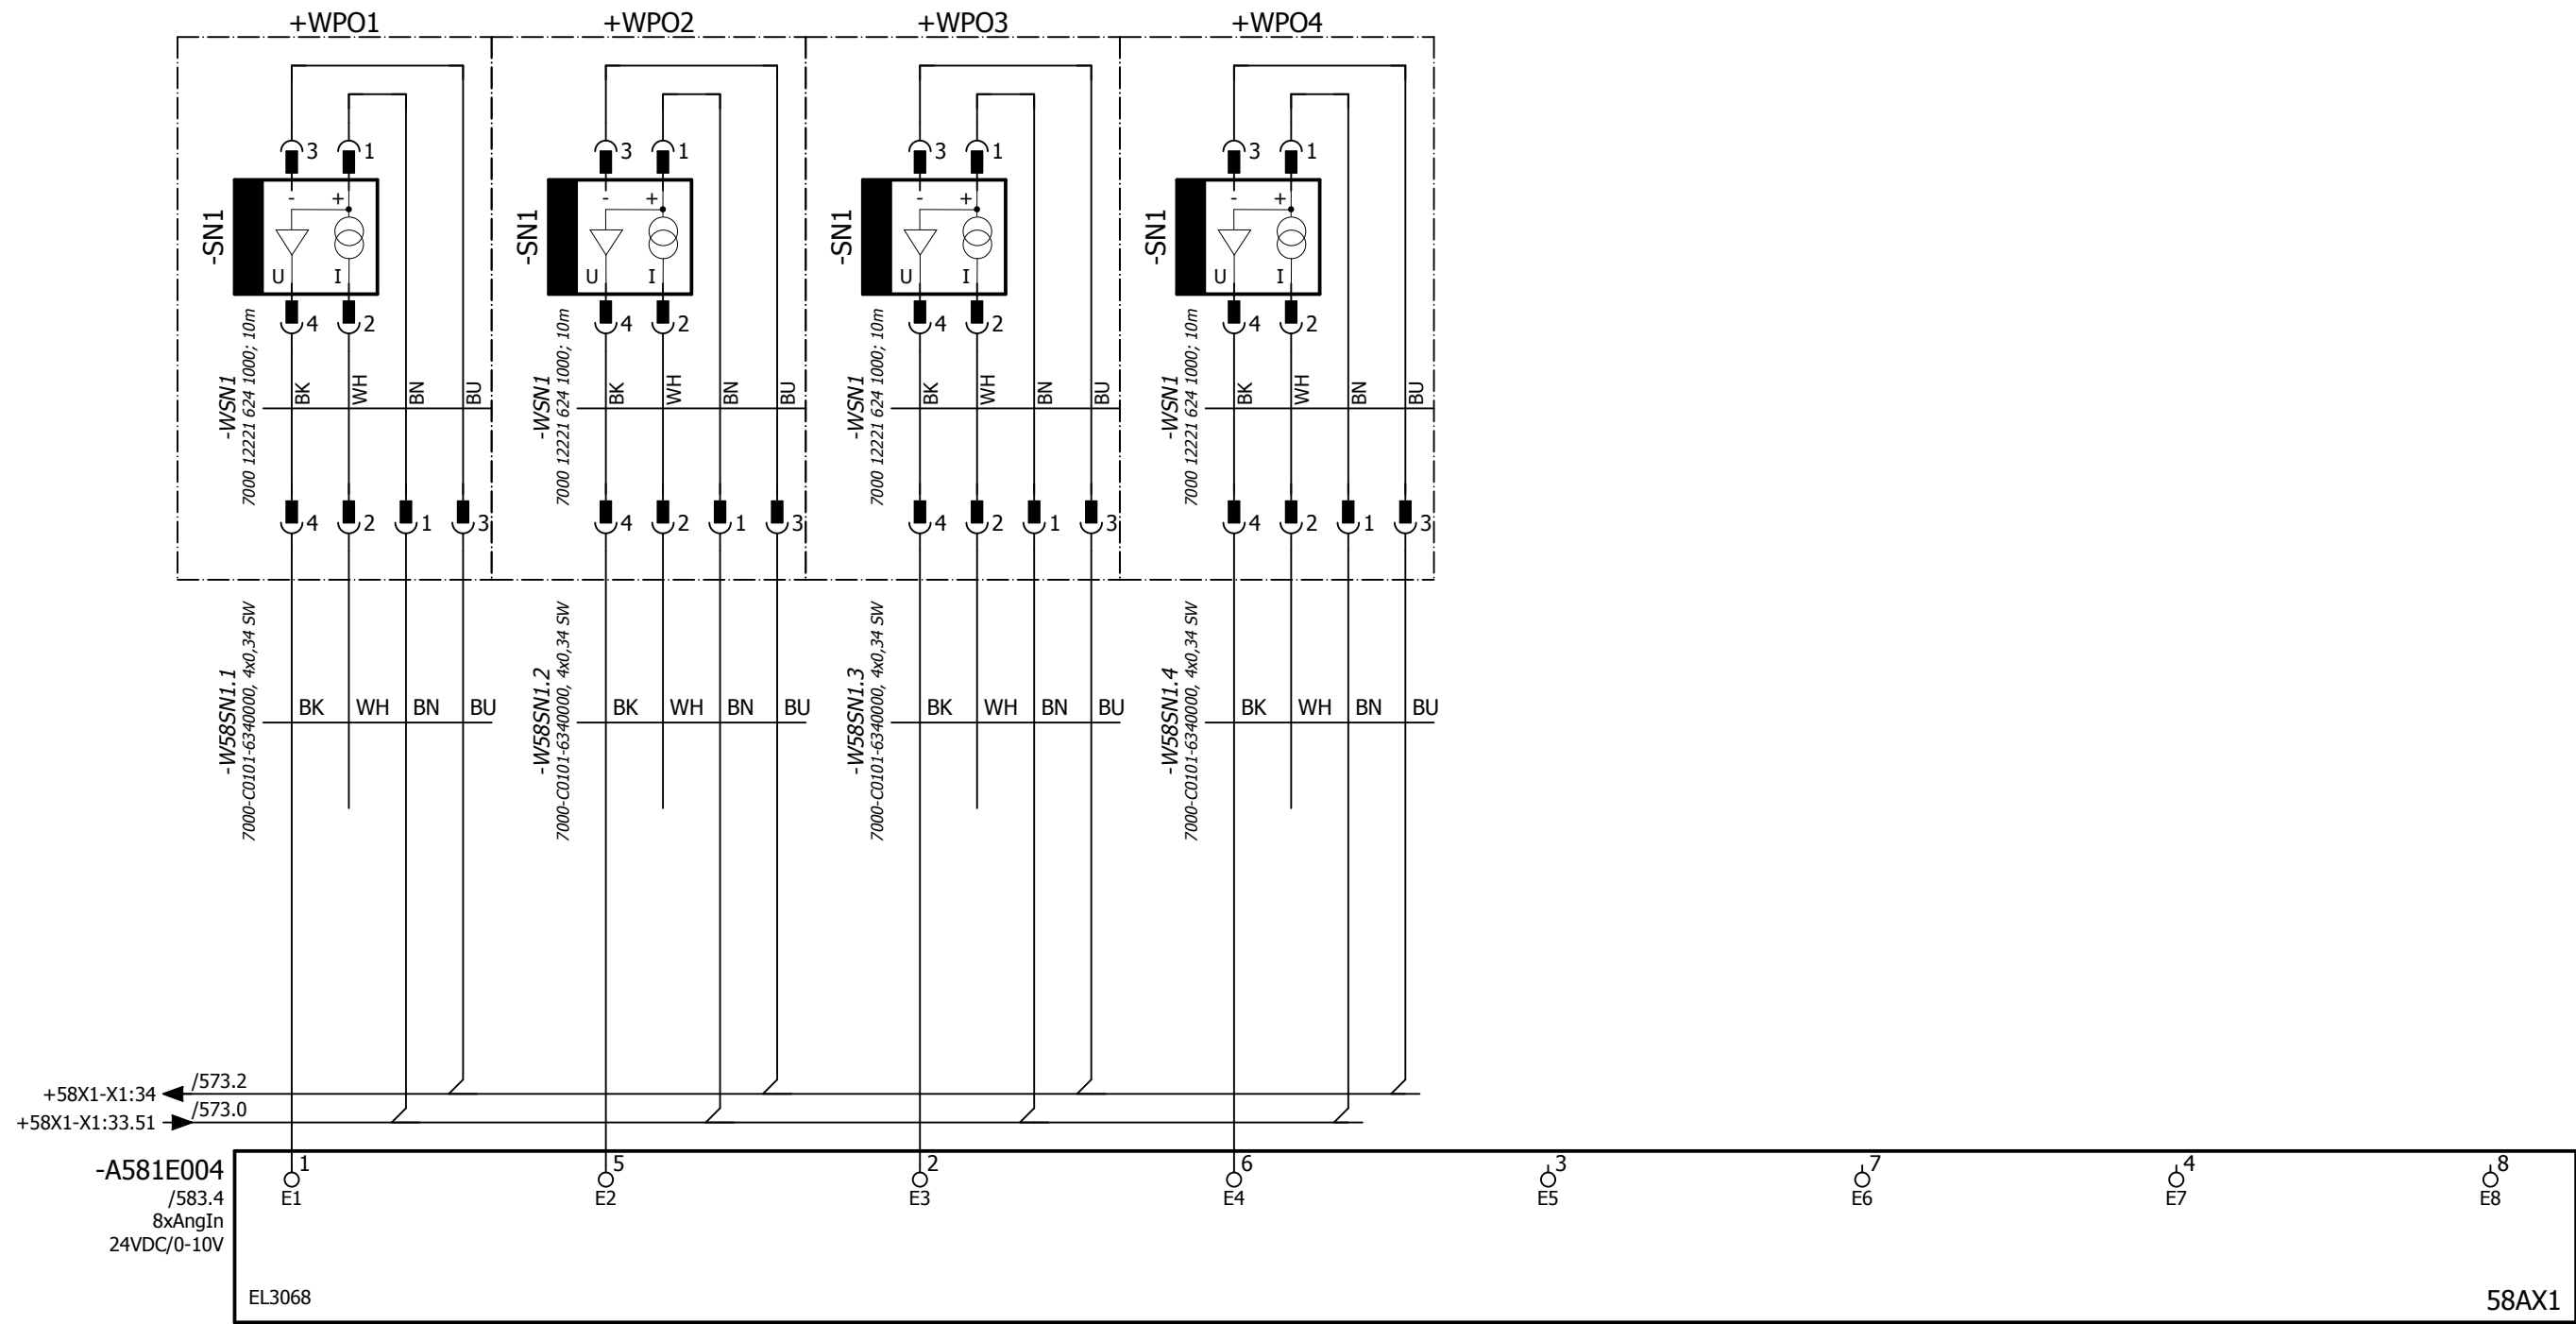 +WPO1 +WPO2 +WPO3 +WPO4
3 1 3 1 3 1 3 1
-SN1 - + -SN1 - + -SN1 - + -SN1 - +
U I U I U I U I
4 2 4 2 4 2 4 2
-WSN1 -WSN1 -WSN1 -WSN1
7000 12221 624 1000; 10m 7000 12221 624 1000; 10m 7000 12221 624 1000; 10m 7000 12221 624 1000; 10m
BK WH BN BU BK WH BN BU BK WH BN BU BK WH BN BU
4 2 1 3 4 2 1 3 4 2 1 3 4 2 1 3
-W58SN1.1 -W58SN1.2 -W58SN1.3 -W58SN1.4
7000-C0101-6340000, 4x0,34 SW 7000-C0101-6340000, 4x0,34 SW 7000-C0101-6340000, 4x0,34 SW 7000-C0101-6340000, 4x0,34 SW
BK WH BN BU BK WH BN BU BK WH BN BU BK WH BN BU
+58X1-X1:34 /573.2
+58X1-X1:33.51 /573.0
-A581E004 1 5 2 6 3 7 4 8
/583.4 E1 E2 E3 E4 E5 E6 E7 E8
8xAngIn
24VDC/0-10V
EL3068 58AX1